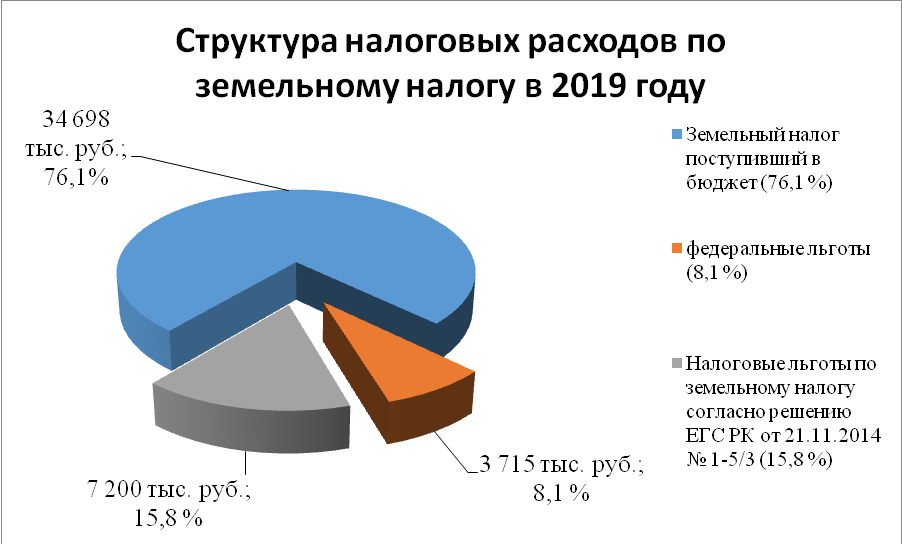 Структура налоговых расходов по
земельному налогу в 2019 году
34 698
тыс. руб.;
76,1%
Земельный налог
поступивший в
бюджет (76,1 %)
федеральные льготы
(8,1 %)
Налоговые льготы по
земельному налогу
согласно решению
ЕГС РК от 21.11.2014
№ 1-5/3 (15,8 %)
3 715 тыс. руб.;
8,1 %
7 200 тыс. руб.;
15,8 %